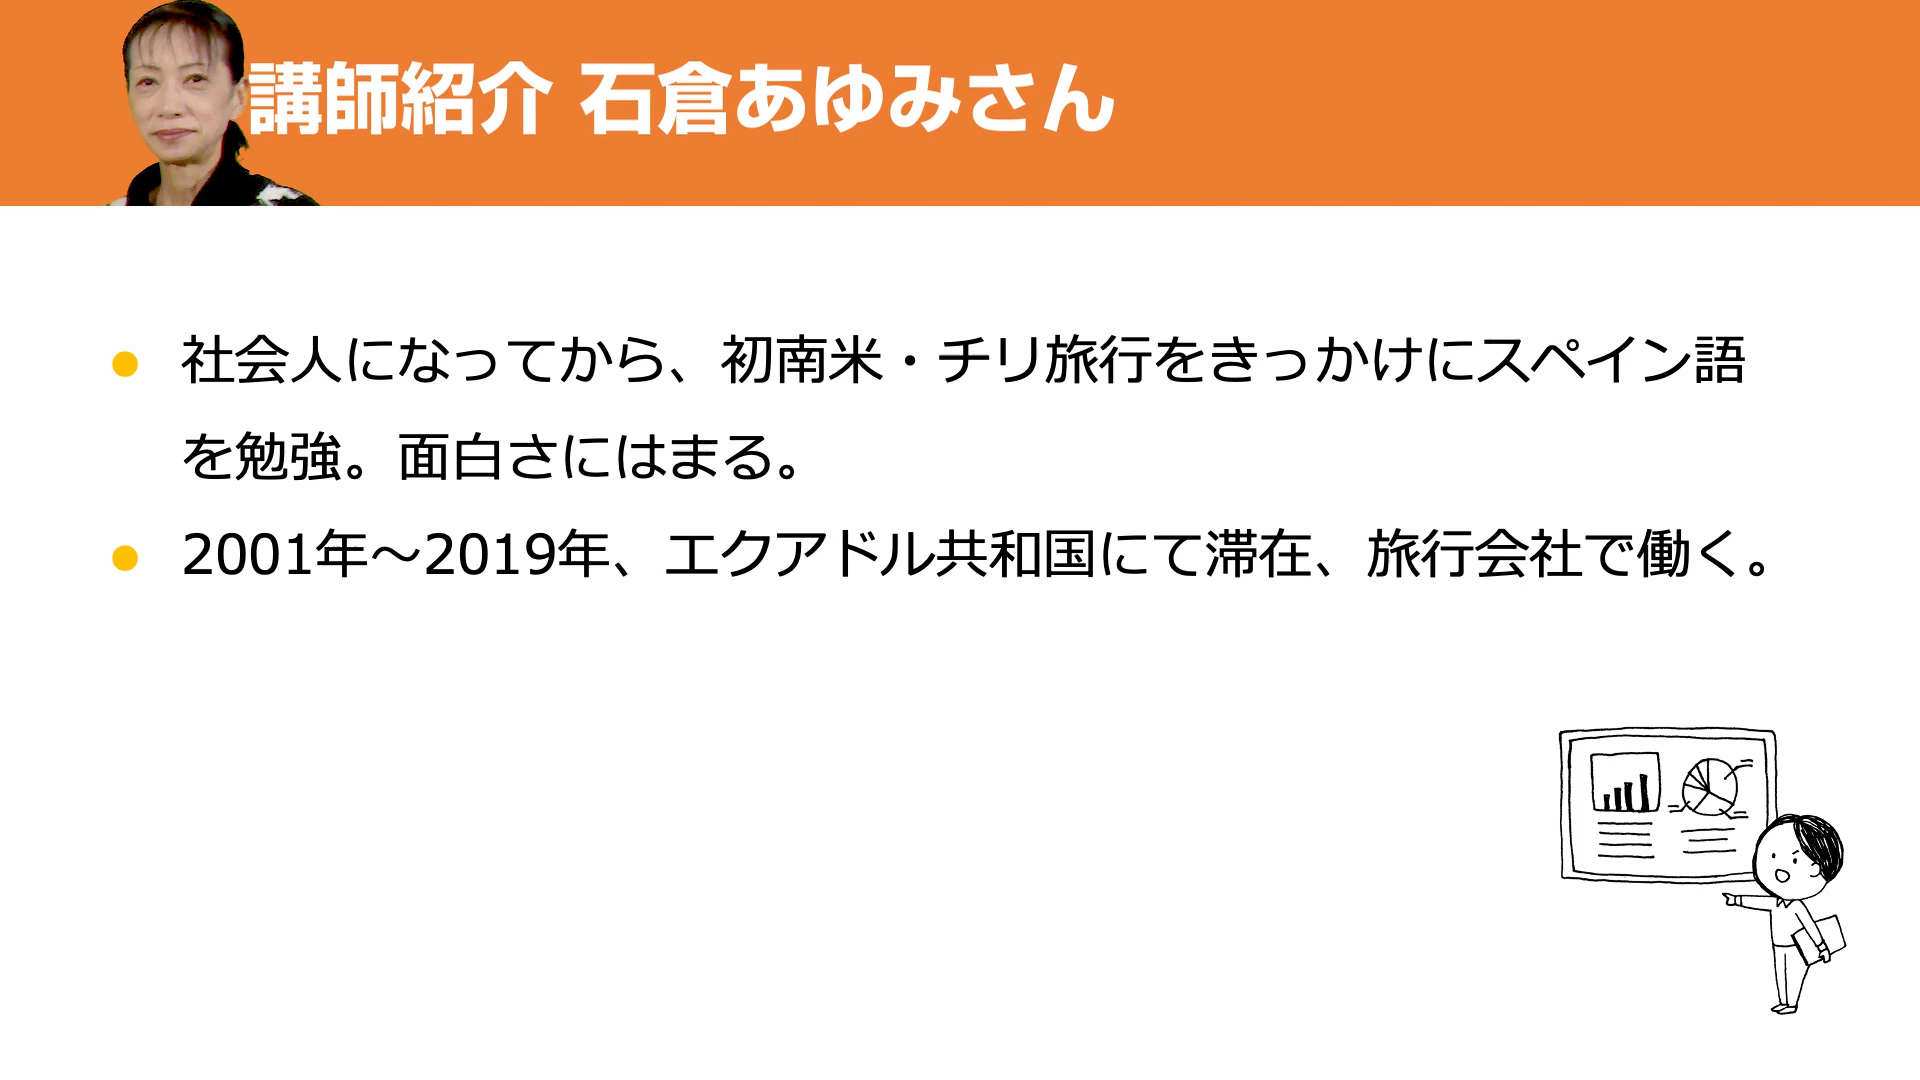 講師紹介 石倉あゆみさん
● 社会人になってから、初南米・チリ旅行をきっかけにスペイン語
を勉強。面白さにはまる。
● 2001年～2019年、エクアドル共和国にて滞在、旅行会社で働く。